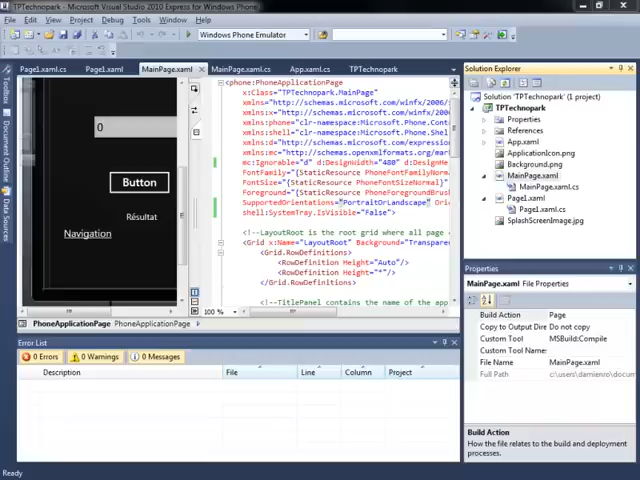 TPTechnopark - Microsoft Visual Studio 2010 Express for Windows Phone
File Edit View Project Debug Data Tools Window Help
Windows Phone Emulator
Page1.xaml.cs Page1.xaml MainPage.xaml MainPage.xaml.cs App.xaml.cs TPTechnopark
Toolbox
Document Outline
Data Sources
0
Button
Résultat
Navigation
<phone:PhoneApplicationPage
x:Class="TPTechnopark.MainPage"
xmlns="http://schemas.microsoft.com/winfx/2006/
xmlns:x="http://schemas.microsoft.com/winfx/200
xmlns:phone="clr-namespace:Microsoft.Phone.Cont
xmlns:shell="clr-namespace:Microsoft.Phone.Shel
xmlns:d="http://schemas.microsoft.com/expressio
xmlns:mc="http://schemas.openxmlformats.org/mar
mc:Ignorable="d" d:DesignWidth="480" d:DesignHe
FontFamily="{StaticResource PhoneFontFamilyNorm
FontSize="{StaticResource PhoneFontSizeNormal}"
Foreground="{StaticResource PhoneForegroundBrus
SupportedOrientations="PortraitOrLandscape" Ori
shell:SystemTray.IsVisible="False">
<!--LayoutRoot is the root grid where all page
<Grid x:Name="LayoutRoot" Background="Transpare
<Grid.RowDefinitions>
<RowDefinition Height="Auto"/>
<RowDefinition Height="*"/>
</Grid.RowDefinitions>
<!--TitlePanel contains the name of the app
100 %
PhoneApplicationPage PhoneApplicationPage
Error List
0 Errors 0 Warnings 0 Messages
Description File Line Column Project
Ready
Solution Explorer
Solution 'TPTechnopark' (1 project)
TPTechnopark
Properties
References
App.xaml
ApplicationIcon.png
Background.png
MainPage.xaml
MainPage.xaml.cs
Page1.xaml
Page1.xaml.cs
SplashScreenImage.jpg
Properties
MainPage.xaml File Properties
Build Action Page
Copy to Output Dire Do not copy
Custom Tool MSBuild:Compile
Custom Tool Name
File Name MainPage.xaml
Full Path c:\users\damienro\docum
Build Action
How the file relates to the build and deployment
processes.